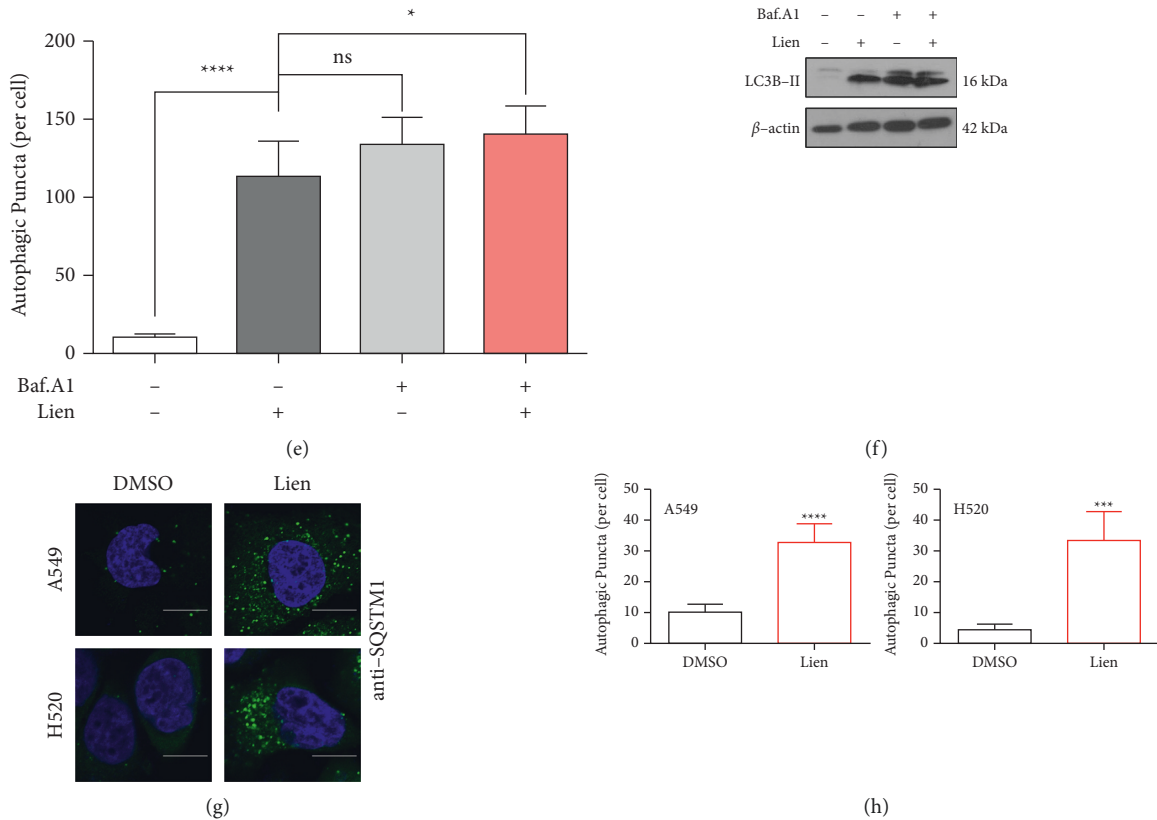 *
ns
****
Autophagic Puncta (per cell)
200
150
100
50
0
Baf.A1 – – + +
Lien – + – +
(e)
Baf.A1 – – + +
Lien – + – +
LC3B–II 16 kDa
β–actin 42 kDa
(f)
DMSO Lien
A549
H520
anti–SQSTM1
(g)
Autophagic Puncta (per cell)
50
40
30
20
10
0
A549
****
DMSO Lien
Autophagic Puncta (per cell)
50
40
30
20
10
0
H520
***
DMSO Lien
(h)